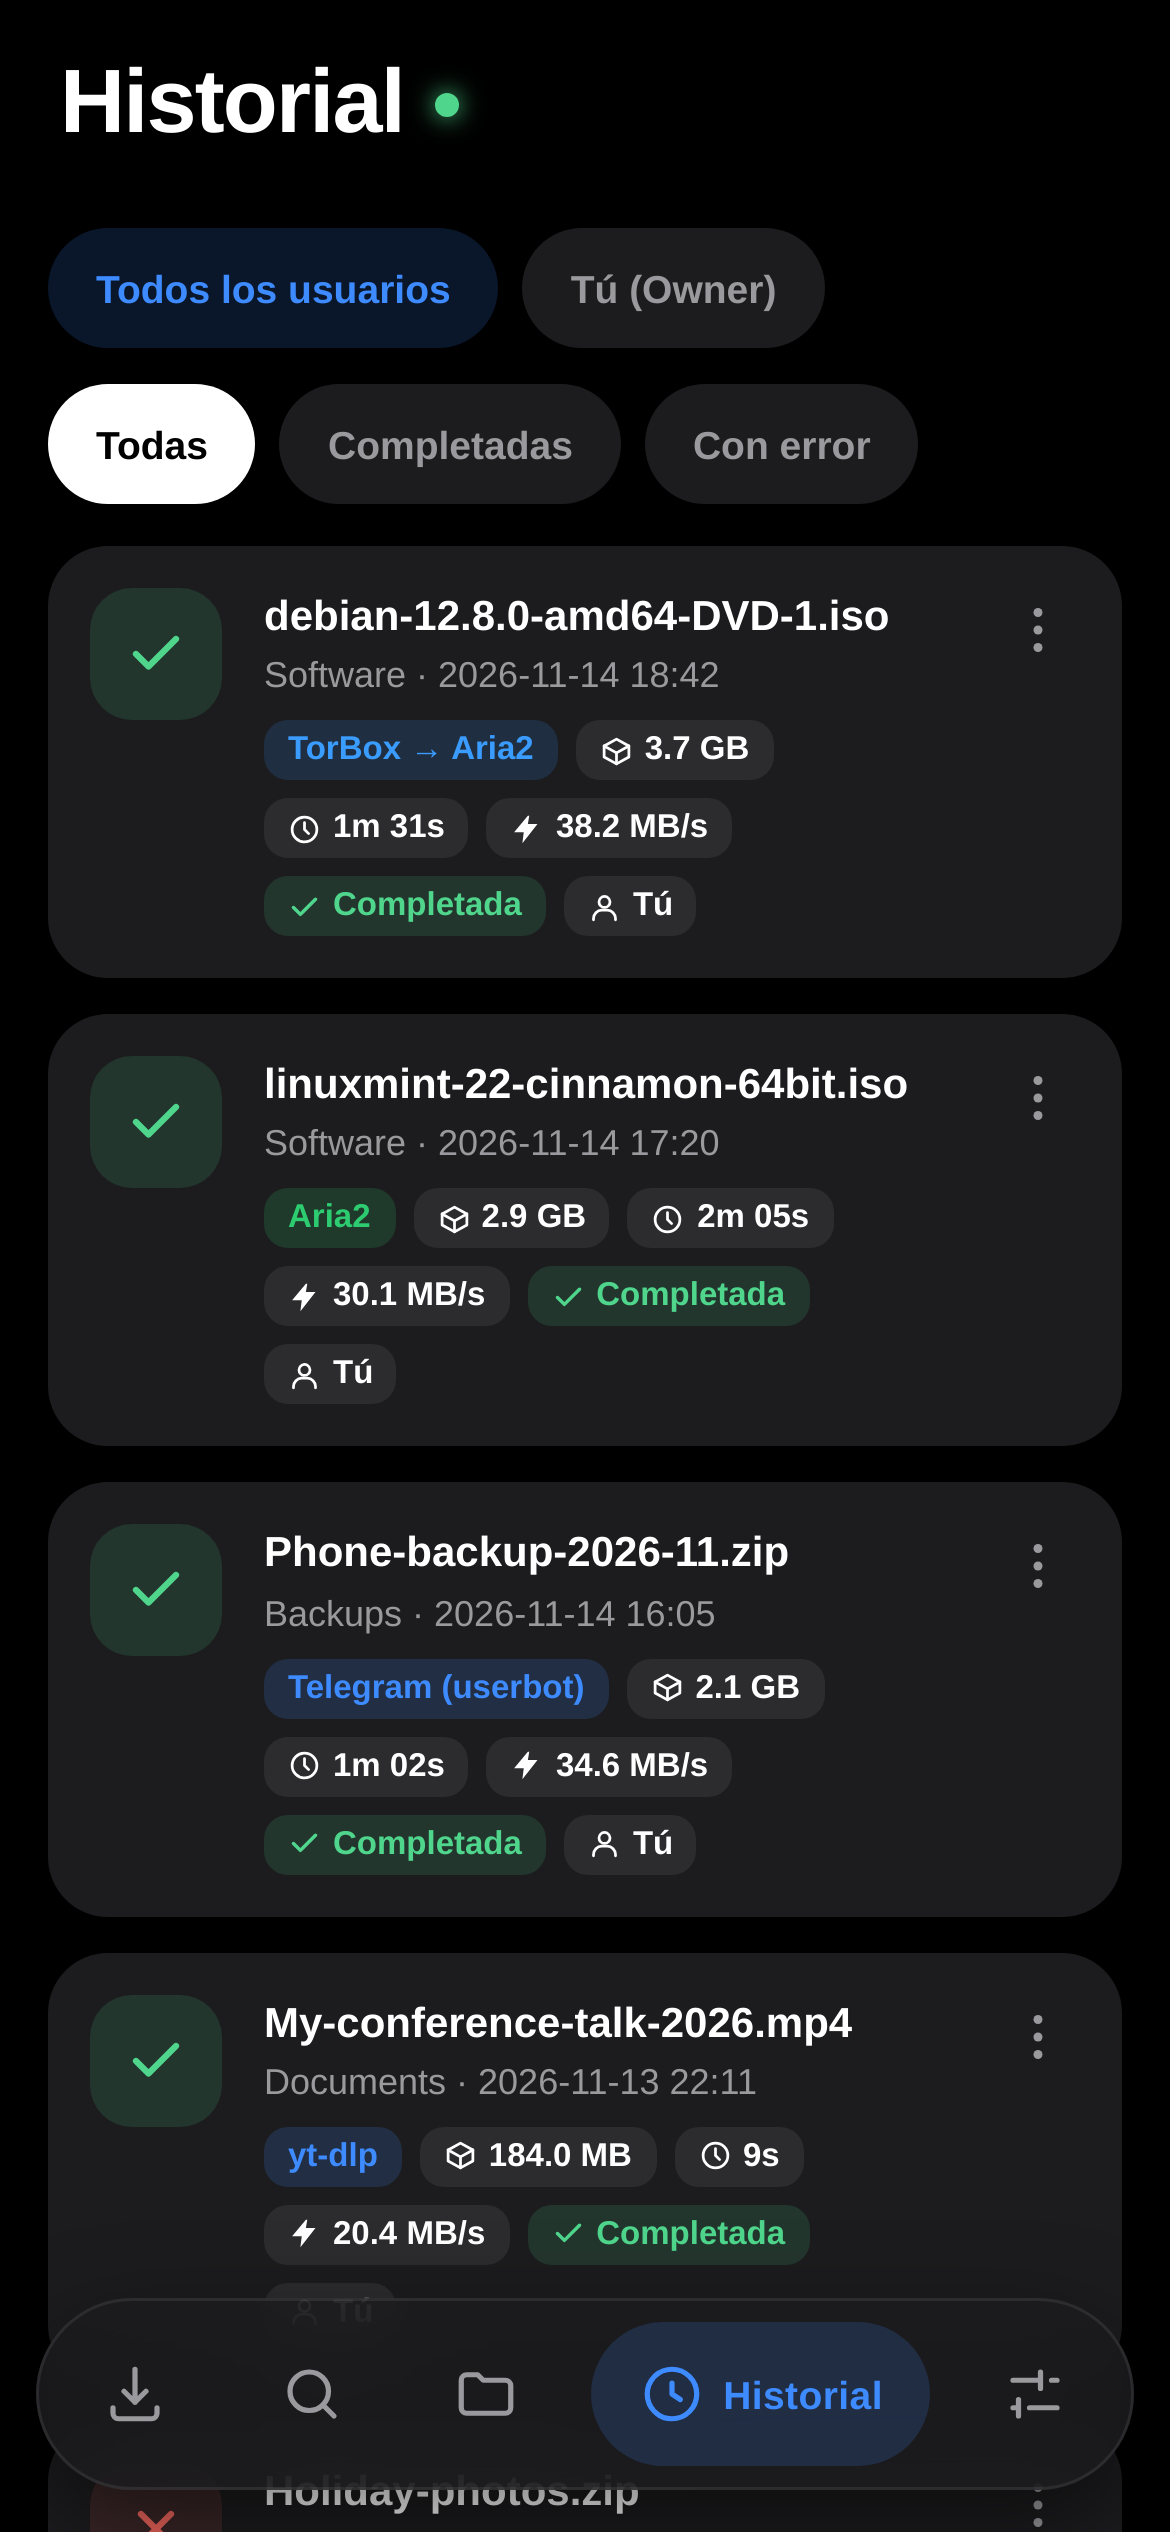 Historial
Todos los usuarios Tú (Owner)
Todas Completadas Con error
debian-12.8.0-amd64-DVD-1.iso
Software · 2026-11-14 18:42
TorBox → Aria2 3.7 GB
1m 31s 38.2 MB/s
Completada Tú
linuxmint-22-cinnamon-64bit.iso
Software · 2026-11-14 17:20
Aria2 2.9 GB 2m 05s
30.1 MB/s Completada
Tú
Phone-backup-2026-11.zip
Backups · 2026-11-14 16:05
Telegram (userbot) 2.1 GB
1m 02s 34.6 MB/s
Completada Tú
My-conference-talk-2026.mp4
Documents · 2026-11-13 22:11
yt-dlp 184.0 MB 9s
20.4 MB/s Completada
Tú
Historial
Holiday-photos.zip